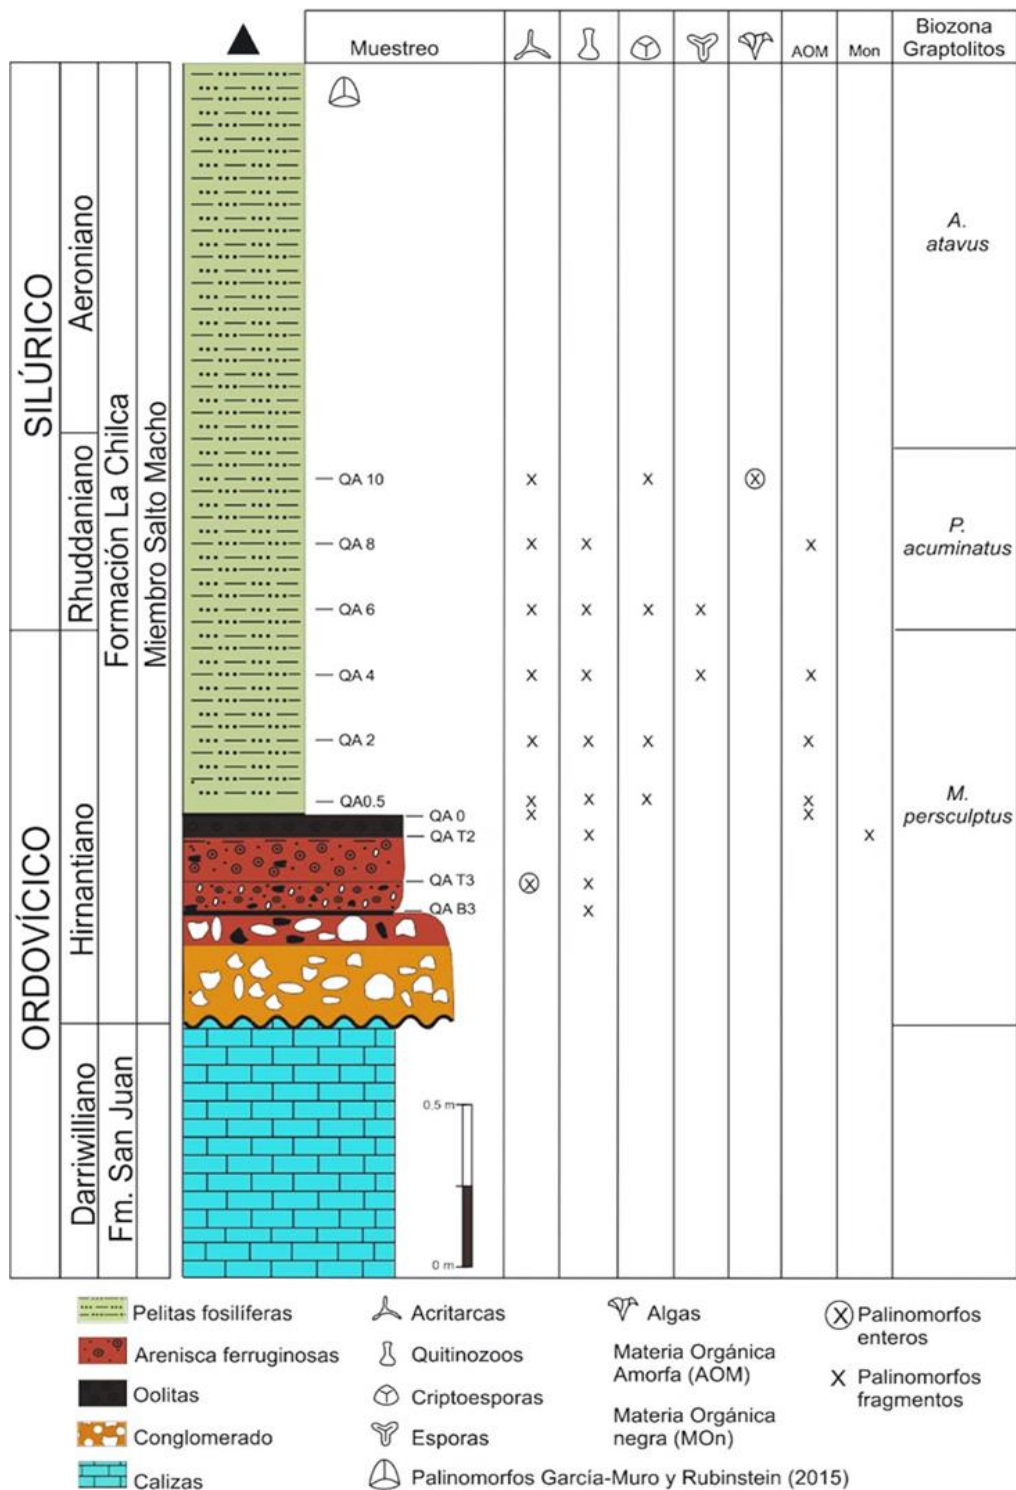 Muestreo
AOM
Mon
Biozona
Graptolitos
SILÚRICO
ORDOVÍCICO
Aeroniano
Rhuddaniano
Hirnantiano
Darriwilliano
Formación La Chilca
Fm. San Juan
Miembro Salto Macho
QA 10
X X X
QA 8
X X X
QA 6
X X X X
QA 4
X X X X
QA 2
X X X X
QA0.5
X X X X
QA 0
X X
QA T2
X X
QA T3
X X
QA B3
X
A.
atavus
P.
acuminatus
M.
persculptus
0.5 m
0 m
Pelitas fosilíferas
Arenisca ferruginosas
Oolitas
Conglomerado
Calizas
Acritarcas
Quitinozoos
Criptoesporas
Esporas
Palinomorfos García-Muro y Rubinstein (2015)
Algas
Materia Orgánica
Amorfa (AOM)
Materia Orgánica
negra (MOn)
X Palinomorfos
enteros
X Palinomorfos
fragmentos